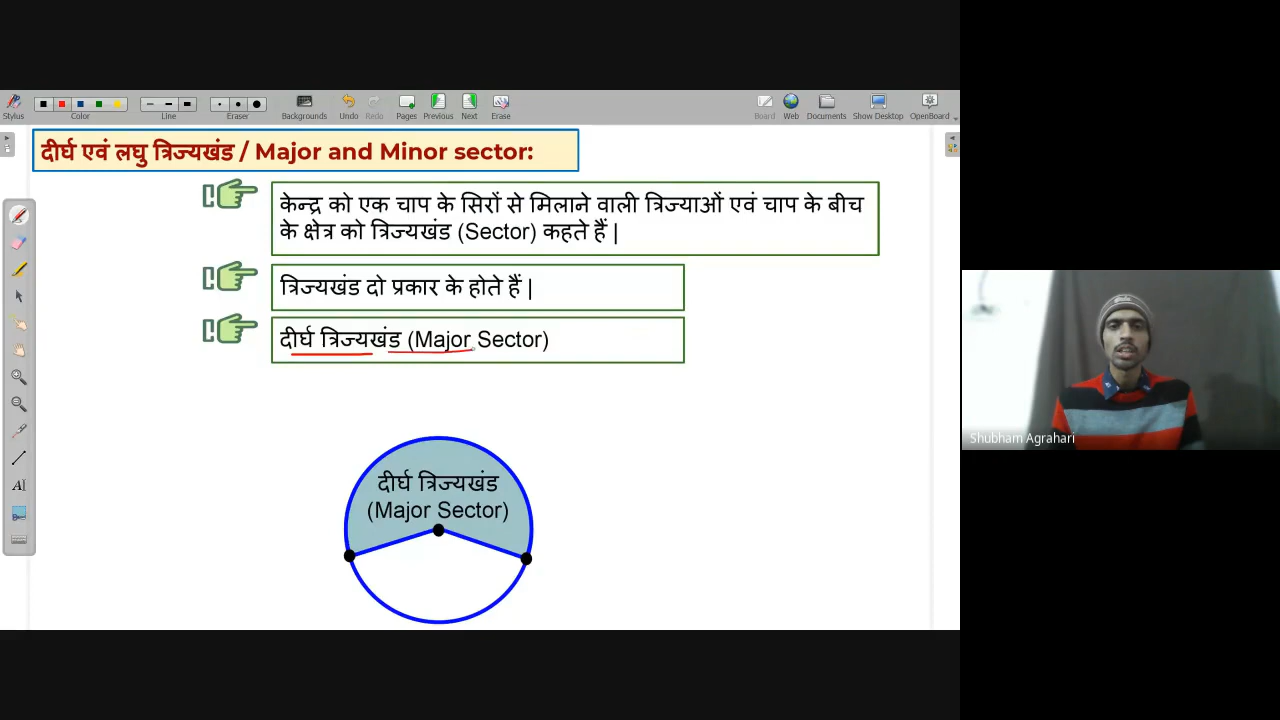 Stylus
Color
Line
Eraser
Backgrounds
Undo
Redo
Pages
Previous
Next
Erase
Board
Web
Documents
Show Desktop
OpenBoard
दीर्घ एवं लघु त्रिज्यखंड / Major and Minor sector:
केन्द्र को एक चाप के सिरों से मिलाने वाली त्रिज्याओं एवं चाप के बीच
के क्षेत्र को त्रिज्यखंड (Sector) कहते हैं |
त्रिज्यखंड दो प्रकार के होते हैं |
दीर्घ त्रिज्यखंड (Major Sector)
दीर्घ त्रिज्यखंड
(Major Sector)
AI
Shubham Agrahari